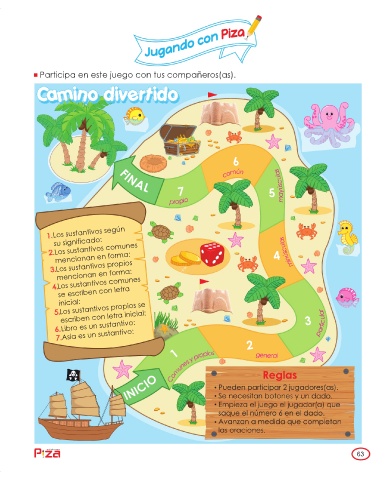 Jugando con Piza
Participa en este juego con tus compañeros(as).
Camino divertido
FINAL
7
propio
6
común
5
mayúscula
4
minúscula
3
particular
2
general
1
Comunes y propios
INICIO
1.Los sustantivos según
su significado:
2.Los sustantivos comunes
mencionan en forma:
3.Los sustantivos propios
mencionan en forma:
4.Los sustantivos comunes
se escriben con letra
inicial:
5.Los sustantivos propios se
escriben con letra inicial:
6.Libro es un sustantivo:
7.Asia es un sustantivo:
Reglas
• Pueden participar 2 jugadores(as).
• Se necesitan botones y un dado.
• Empieza el juego el jugador(a) que
saque el número 6 en el dado.
• Avanzan a medida que completan
las oraciones.
Piza
63